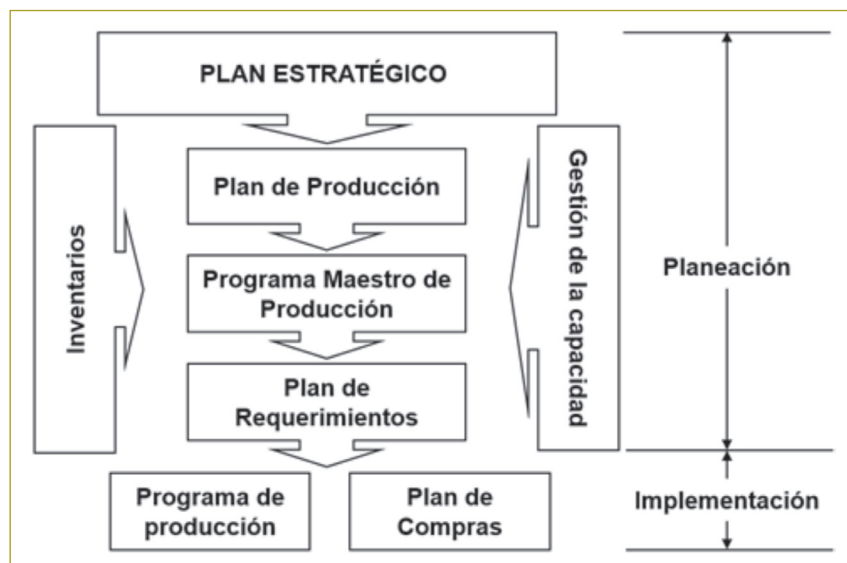 PLAN ESTRATÉGICO
Inventarios
Plan de Producción
Programa Maestro de
Producción
Plan de
Requerimientos
Gestión de la capacidad
Planeación
Programa de
producción
Plan de
Compras
Implementación